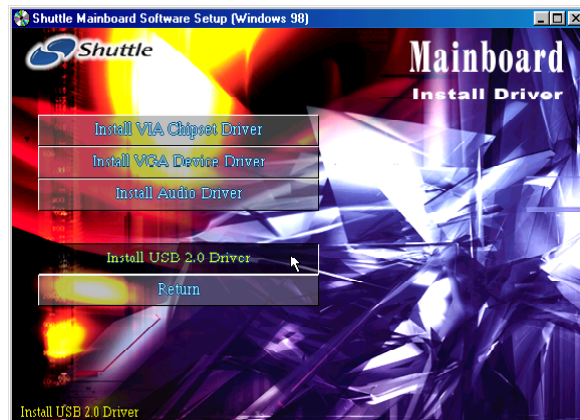 Shuttle Mainboard Software Setup (Windows 98)
Shuttle
Mainboard
Install Driver
Install VIA Chipset Driver
Install VGA Device Driver
Install Audio Driver
Install USB 2.0 Driver
Return
Install USB 2.0 Driver